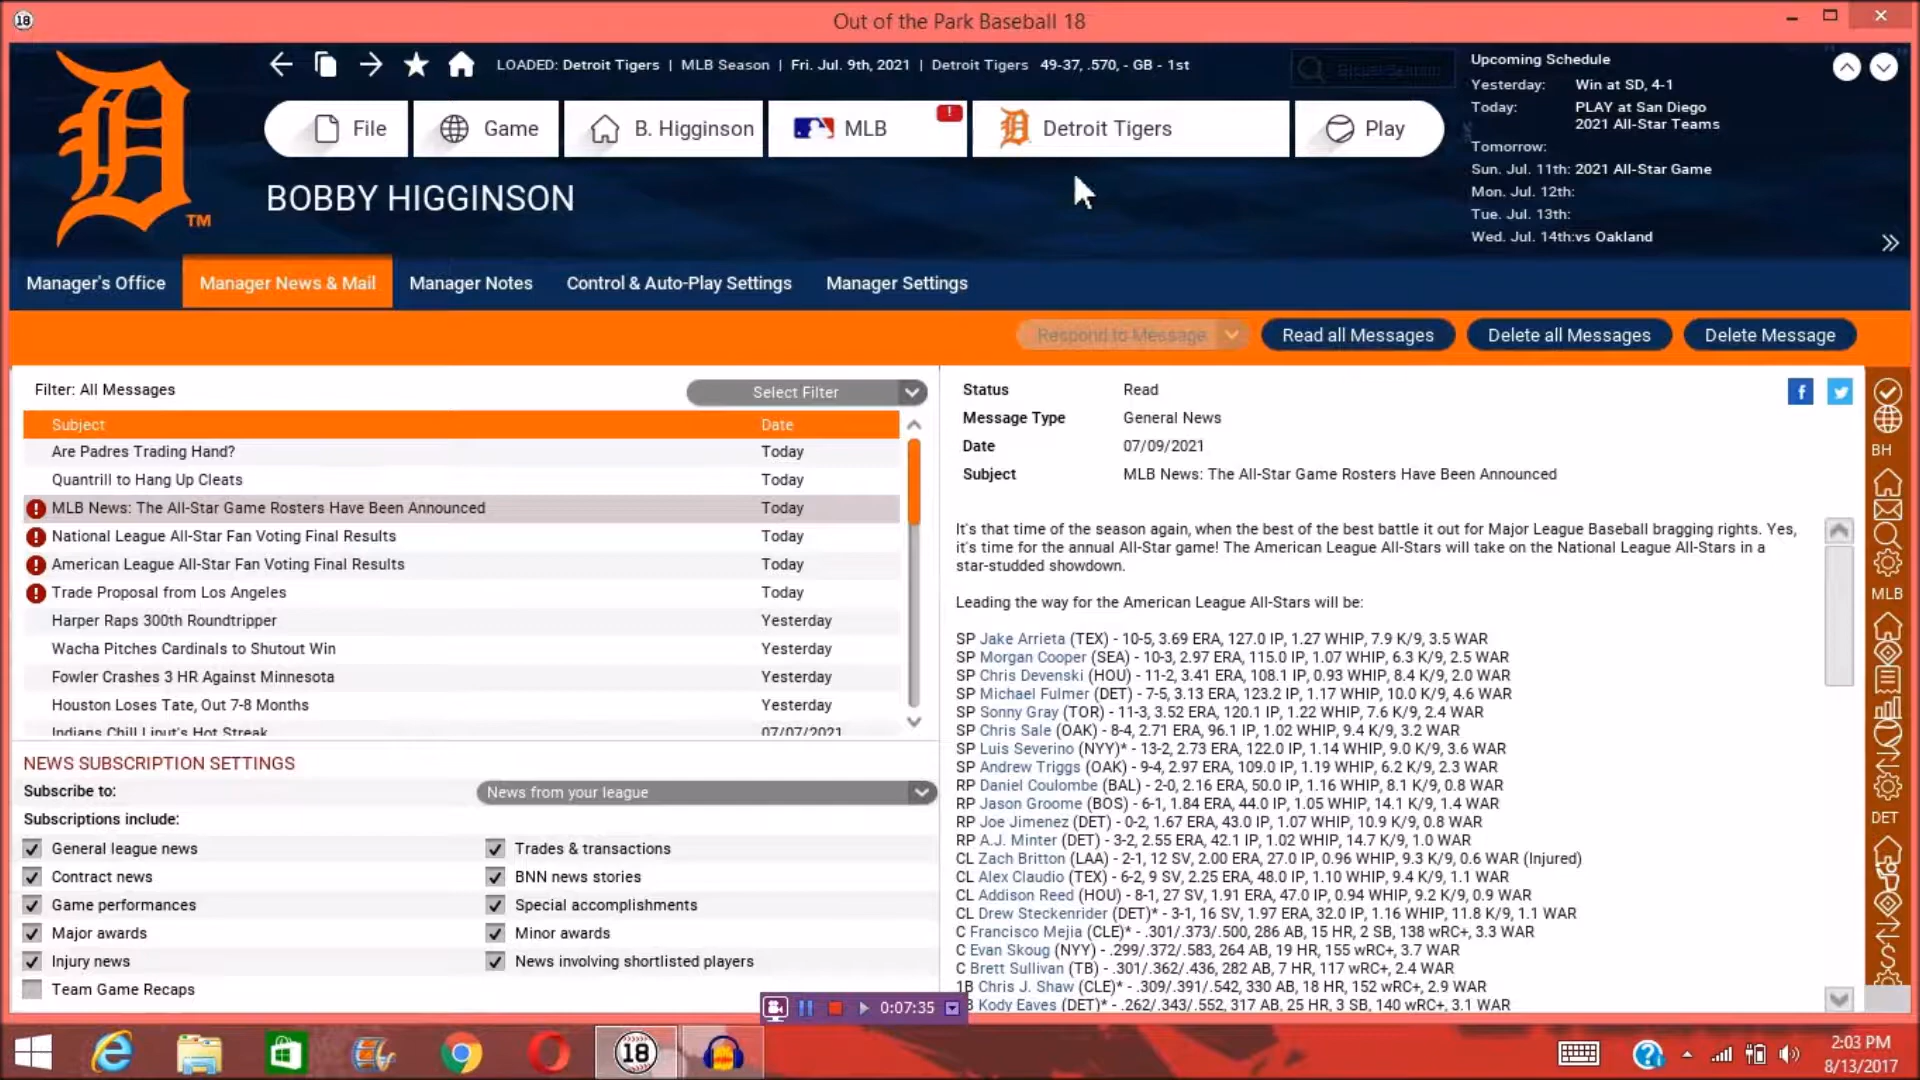 18
Out of the Park Baseball 18
LOADED: Detroit Tigers | MLB Season | Fri. Jul. 9th, 2021 | Detroit Tigers 49-37, .570, - GB - 1st
File
Game
B. Higginson
MLB
!
Detroit Tigers
Play
BOBBY HIGGINSON
TM
Upcoming Schedule
Yesterday: Win at SD, 4-1
Today: PLAY at San Diego
2021 All-Star Teams
Tomorrow:
Sun. Jul. 11th: 2021 All-Star Game
Mon. Jul. 12th:
Tue. Jul. 13th:
Wed. Jul. 14th:vs Oakland
Manager's Office
Manager News & Mail
Manager Notes
Control & Auto-Play Settings
Manager Settings
Respond to Message
Read all Messages
Delete all Messages
Delete Message
Filter: All Messages
Select Filter
Subject Date
Are Padres Trading Hand? Today
Quantrill to Hang Up Cleats Today
MLB News: The All-Star Game Rosters Have Been Announced Today
National League All-Star Fan Voting Final Results Today
American League All-Star Fan Voting Final Results Today
Trade Proposal from Los Angeles Today
Harper Raps 300th Roundtripper Yesterday
Wacha Pitches Cardinals to Shutout Win Yesterday
Fowler Crashes 3 HR Against Minnesota Yesterday
Houston Loses Tate, Out 7-8 Months Yesterday
Indians Chill Liput's Hot Streak 07/07/2021
NEWS SUBSCRIPTION SETTINGS
Subscribe to: News from your league
Subscriptions include:
General league news Trades & transactions
Contract news BNN news stories
Game performances Special accomplishments
Major awards Minor awards
Injury news News involving shortlisted players
Team Game Recaps
Status Read
Message Type General News
Date 07/09/2021
Subject MLB News: The All-Star Game Rosters Have Been Announced
It's that time of the season again, when the best of the best battle it out for Major League Baseball bragging rights. Yes,
it's time for the annual All-Star game! The American League All-Stars will take on the National League All-Stars in a
star-studded showdown.
Leading the way for the American League All-Stars will be:
SP Jake Arrieta (TEX) - 10-5, 3.69 ERA, 127.0 IP, 1.27 WHIP, 7.9 K/9, 3.5 WAR
SP Morgan Cooper (SEA) - 10-3, 2.97 ERA, 115.0 IP, 1.07 WHIP, 6.3 K/9, 2.5 WAR
SP Chris Devenski (HOU) - 11-2, 3.41 ERA, 108.1 IP, 0.93 WHIP, 8.4 K/9, 2.0 WAR
SP Michael Fulmer (DET) - 7-5, 3.13 ERA, 123.2 IP, 1.17 WHIP, 10.0 K/9, 4.6 WAR
SP Sonny Gray (TOR) - 11-3, 3.52 ERA, 120.1 IP, 1.22 WHIP, 7.6 K/9, 2.4 WAR
SP Chris Sale (OAK) - 8-4, 2.71 ERA, 96.1 IP, 1.02 WHIP, 9.4 K/9, 3.2 WAR
SP Luis Severino (NYY)* - 13-2, 2.73 ERA, 122.0 IP, 1.14 WHIP, 9.0 K/9, 3.6 WAR
SP Andrew Triggs (OAK) - 9-4, 2.97 ERA, 109.0 IP, 1.19 WHIP, 6.2 K/9, 2.3 WAR
RP Daniel Coulombe (BAL) - 2-0, 2.16 ERA, 50.0 IP, 1.16 WHIP, 8.1 K/9, 0.8 WAR
RP Jason Groome (BOS) - 6-1, 1.84 ERA, 44.0 IP, 1.05 WHIP, 14.1 K/9, 1.4 WAR
RP Joe Jimenez (DET) - 0-2, 1.67 ERA, 43.0 IP, 1.07 WHIP, 10.9 K/9, 0.8 WAR
RP A.J. Minter (DET) - 3-2, 2.55 ERA, 42.1 IP, 1.02 WHIP, 14.7 K/9, 1.0 WAR
CL Zach Britton (LAA) - 2-1, 12 SV, 2.00 ERA, 27.0 IP, 0.96 WHIP, 9.3 K/9, 0.6 WAR (Injured)
CL Alex Claudio (TEX) - 6-2, 9 SV, 2.25 ERA, 48.0 IP, 1.10 WHIP, 9.4 K/9, 1.1 WAR
CL Addison Reed (HOU) - 8-1, 27 SV, 1.91 ERA, 47.0 IP, 0.94 WHIP, 9.2 K/9, 0.9 WAR
CL Drew Steckenrider (DET)* - 3-1, 16 SV, 1.97 ERA, 32.0 IP, 1.16 WHIP, 11.8 K/9, 1.1 WAR
C Francisco Mejia (CLE)* - .301/.373/.500, 286 AB, 15 HR, 2 SB, 138 wRC+, 3.3 WAR
C Evan Skoug (NYY) - .299/.372/.583, 264 AB, 19 HR, 155 wRC+, 3.7 WAR
C Brett Sullivan (TB) - .301/.362/.436, 282 AB, 7 HR, 117 wRC+, 2.4 WAR
1B Chris J. Shaw (CLE)* - .309/.391/.542, 330 AB, 18 HR, 152 wRC+, 2.9 WAR
Kody Eaves (DET)* - .262/.343/.552, 317 AB, 25 HR, 3 SB, 140 wRC+, 3.1 WAR
BH
MLB
DET
0:07:35
18
2:03 PM
8/13/2017